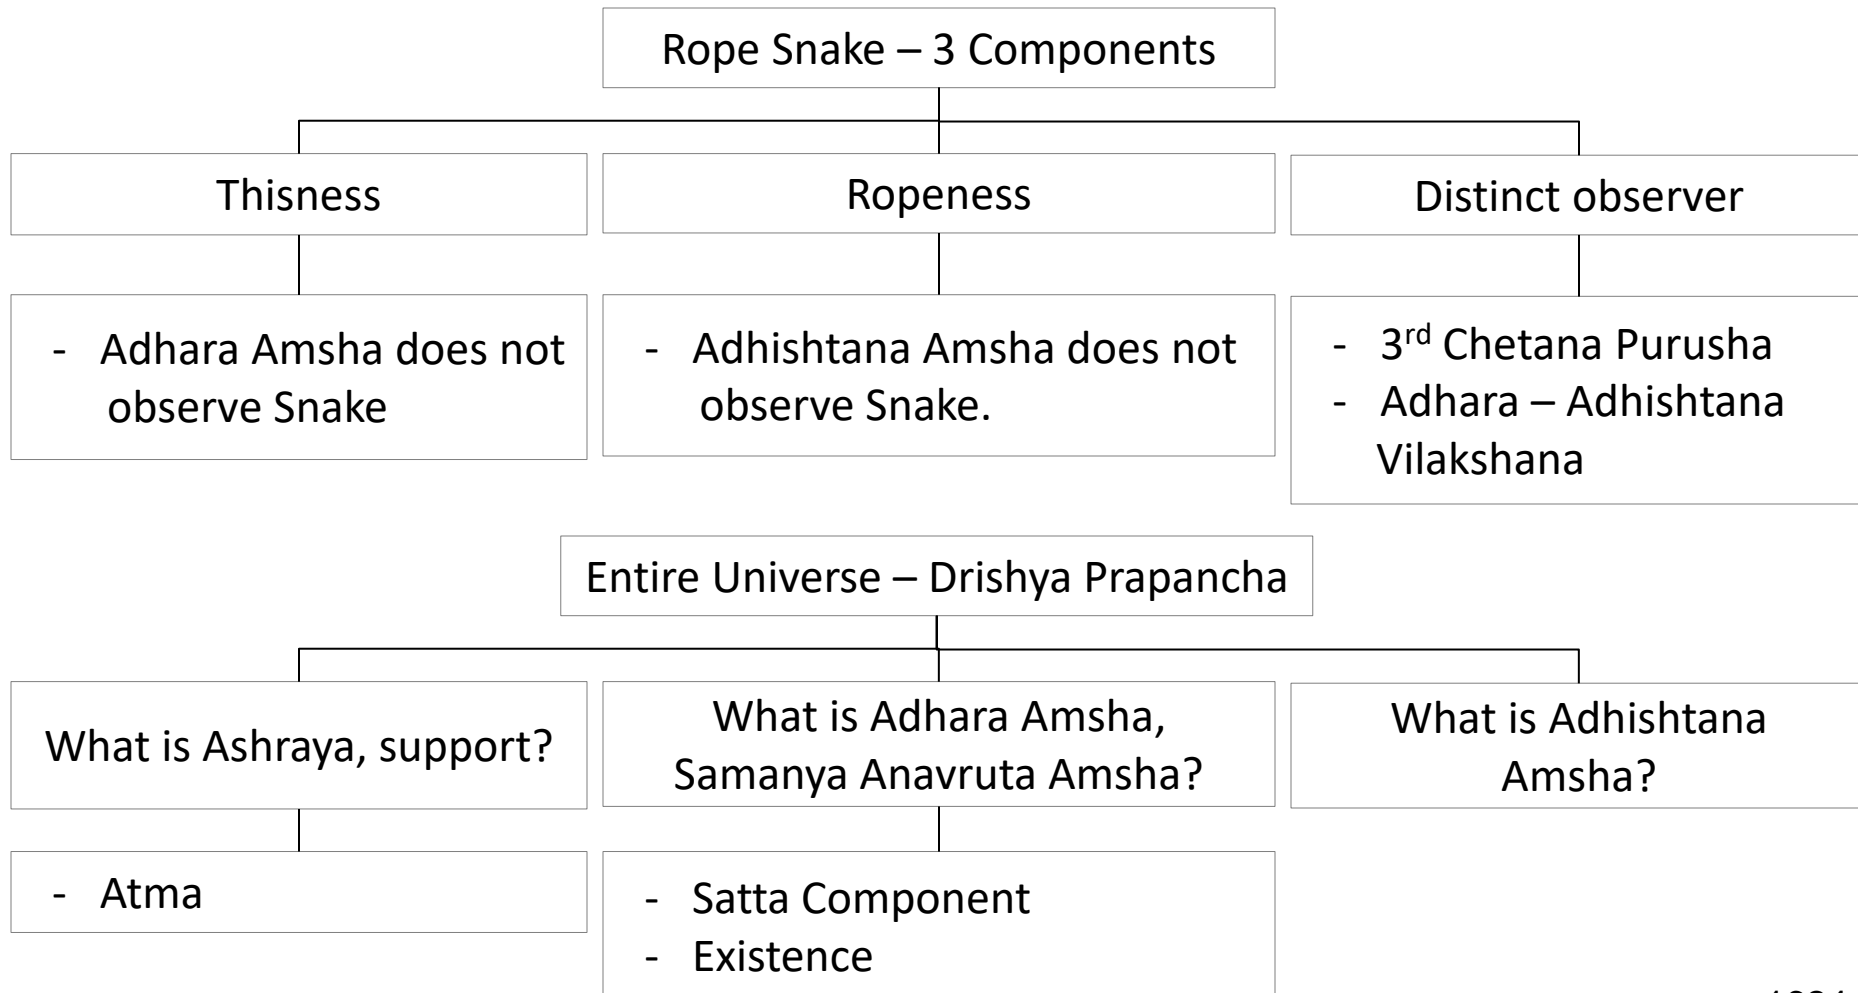 Rope Snake – 3 Components
Thisness
Ropeness
Distinct observer
- Adhara Amsha does not
observe Snake
- Adhishtana Amsha does not
observe Snake.
- 3rd Chetana Purusha
- Adhara – Adhishtana
Vilakshana
Entire Universe – Drishya Prapancha
What is Ashraya, support?
What is Adhara Amsha,
Samanya Anavruta Amsha?
What is Adhishtana
Amsha?
- Atma
- Satta Component
- Existence